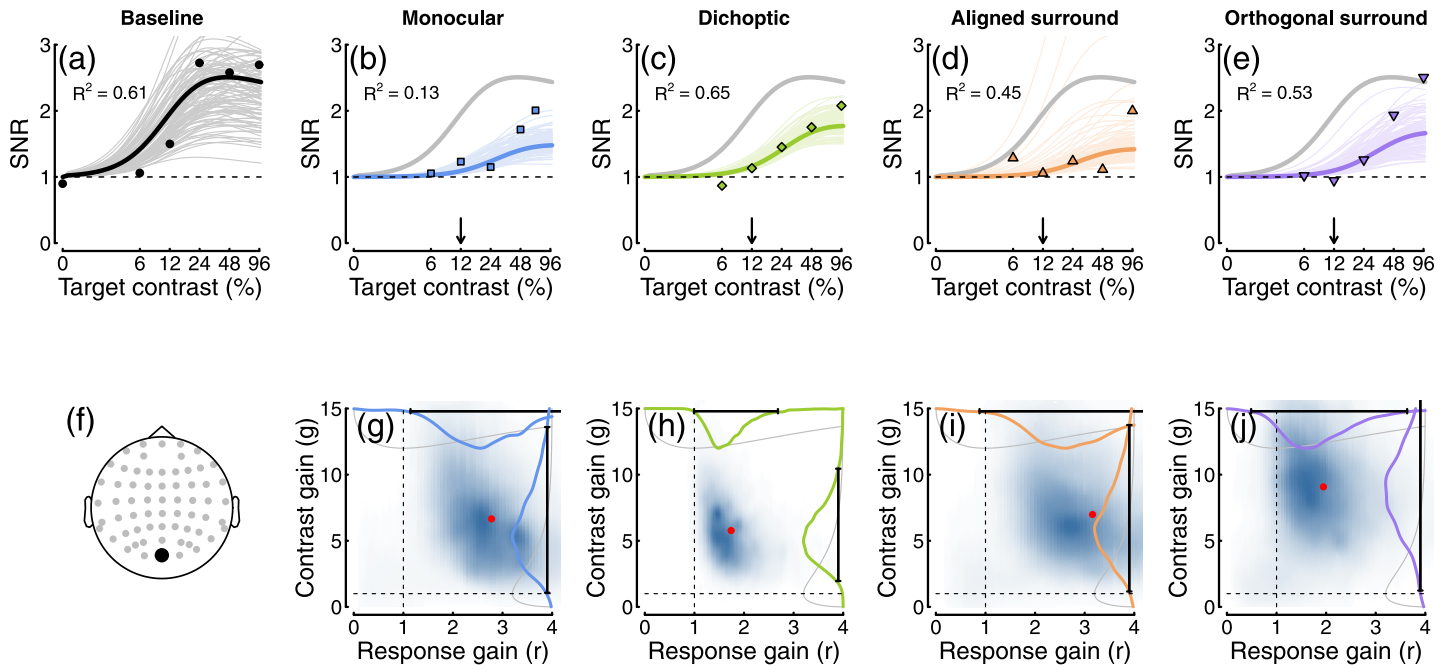 Baseline
Monocular
Dichoptic
Aligned surround
Orthogonal surround
(a)
R² = 0.61
SNR
0
1
2
3
0 6 12 24 48 96
Target contrast (%)
(b)
R² = 0.13
SNR
0
1
2
3
0 6 12 24 48 96
Target contrast (%)
(c)
R² = 0.65
SNR
0
1
2
3
0 6 12 24 48 96
Target contrast (%)
(d)
R² = 0.45
SNR
0
1
2
3
0 6 12 24 48 96
Target contrast (%)
(e)
R² = 0.53
SNR
0
1
2
3
0 6 12 24 48 96
Target contrast (%)
(f)
(g)
Contrast gain (g)
0
5
10
15
0 1 2 3 4
Response gain (r)
(h)
Contrast gain (g)
0
5
10
15
0 1 2 3 4
Response gain (r)
(i)
Contrast gain (g)
0
5
10
15
0 1 2 3 4
Response gain (r)
(j)
Contrast gain (g)
0
5
10
15
0 1 2 3 4
Response gain (r)